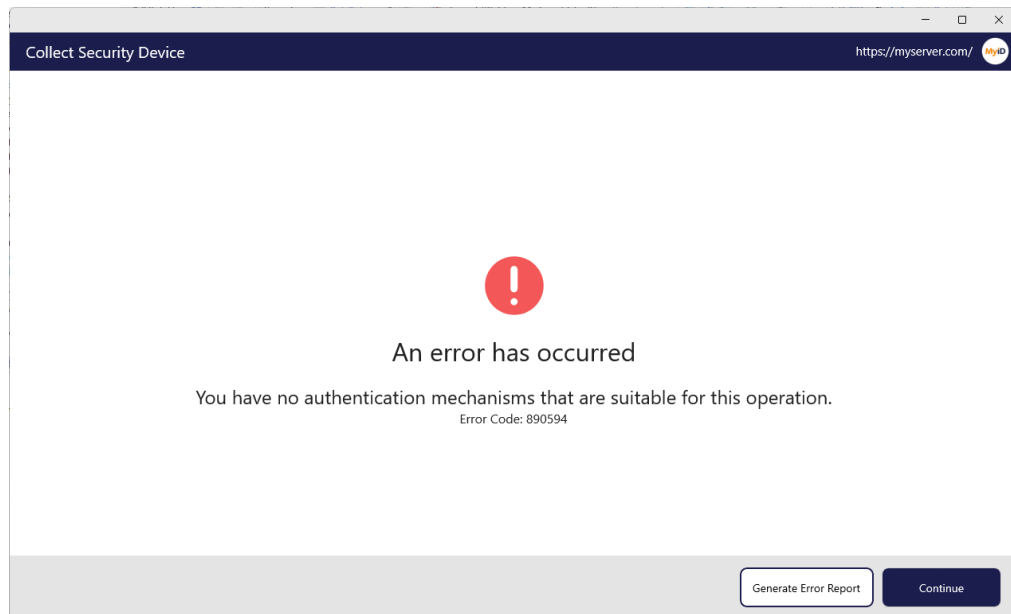 Collect Security Device
https://myserver.com/
MyID
An error has occurred
You have no authentication mechanisms that are suitable for this operation.
Error Code: 890594
Generate Error Report
Continue